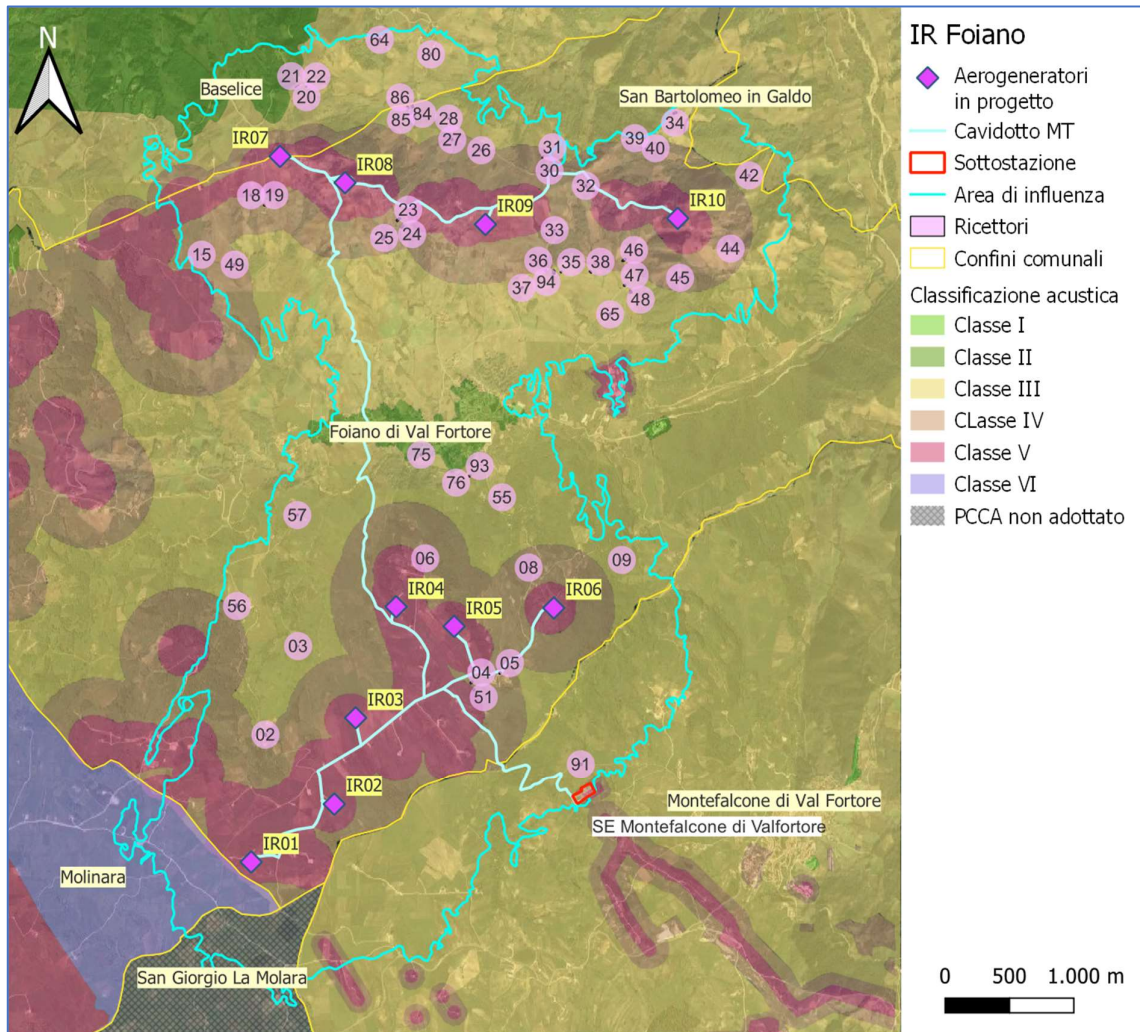 N
64
80
Baselice
21
22
20
86
84
85
28
27
26
San Bartolomeo in Galdo
34
39
40
31
30
32
42
IR07
IR08
18
19
23
24
25
IR09
IR10
33
44
15
49
36
35
38
46
47
45
37
94
48
65
Foiano di Val Fortore
75
93
76
55
57
06
08
09
IR04
IR05
IR06
56
03
04
05
51
IR03
02
91
IR02
Montefalcone di Val Fortore
SE Montefalcone di Valfortore
IR01
Molinara
San Giorgio La Molara
IR Foiano
Aerogeneratori
in progetto
Cavidotto MT
Sottostazione
Area di influenza
Ricettori
Confini comunali
Classificazione acustica
Classe I
Classe II
Classe III
CLasse IV
Classe V
Classe VI
PCCA non adottato
0 500 1.000 m